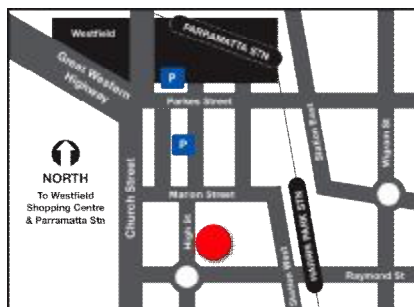 Westfield
PARRAMATTA STN
Great Western
Highway
P
Parkes Street
P
Station East
Wigram St
NORTH
To Westfield
Shopping Centre
& Parramatta Stn
Church Street
Marion Street
High St
HARRIS PARK STN
Station West
Raymond St